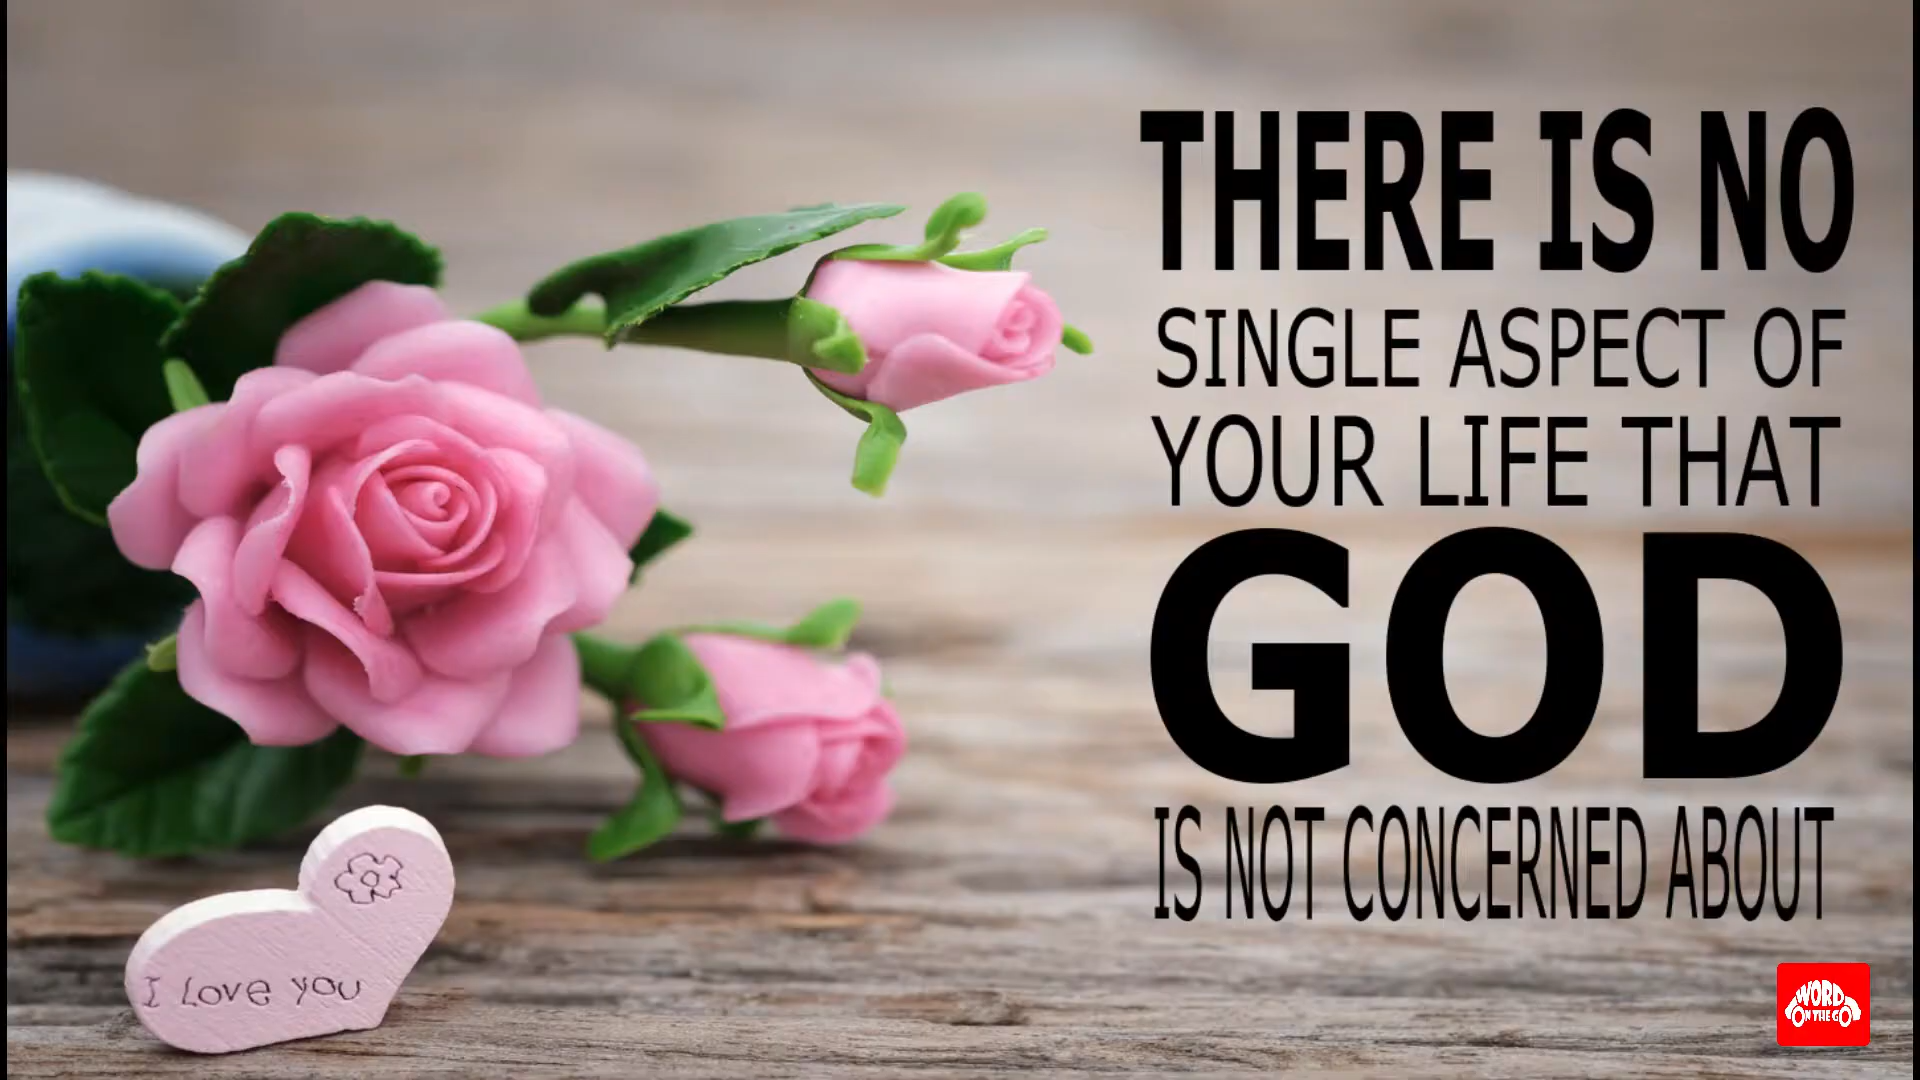 THERE IS NO
SINGLE ASPECT OF
YOUR LIFE THAT
GOD
IS NOT CONCERNED ABOUT
I Love you
WORD
ON THE GO